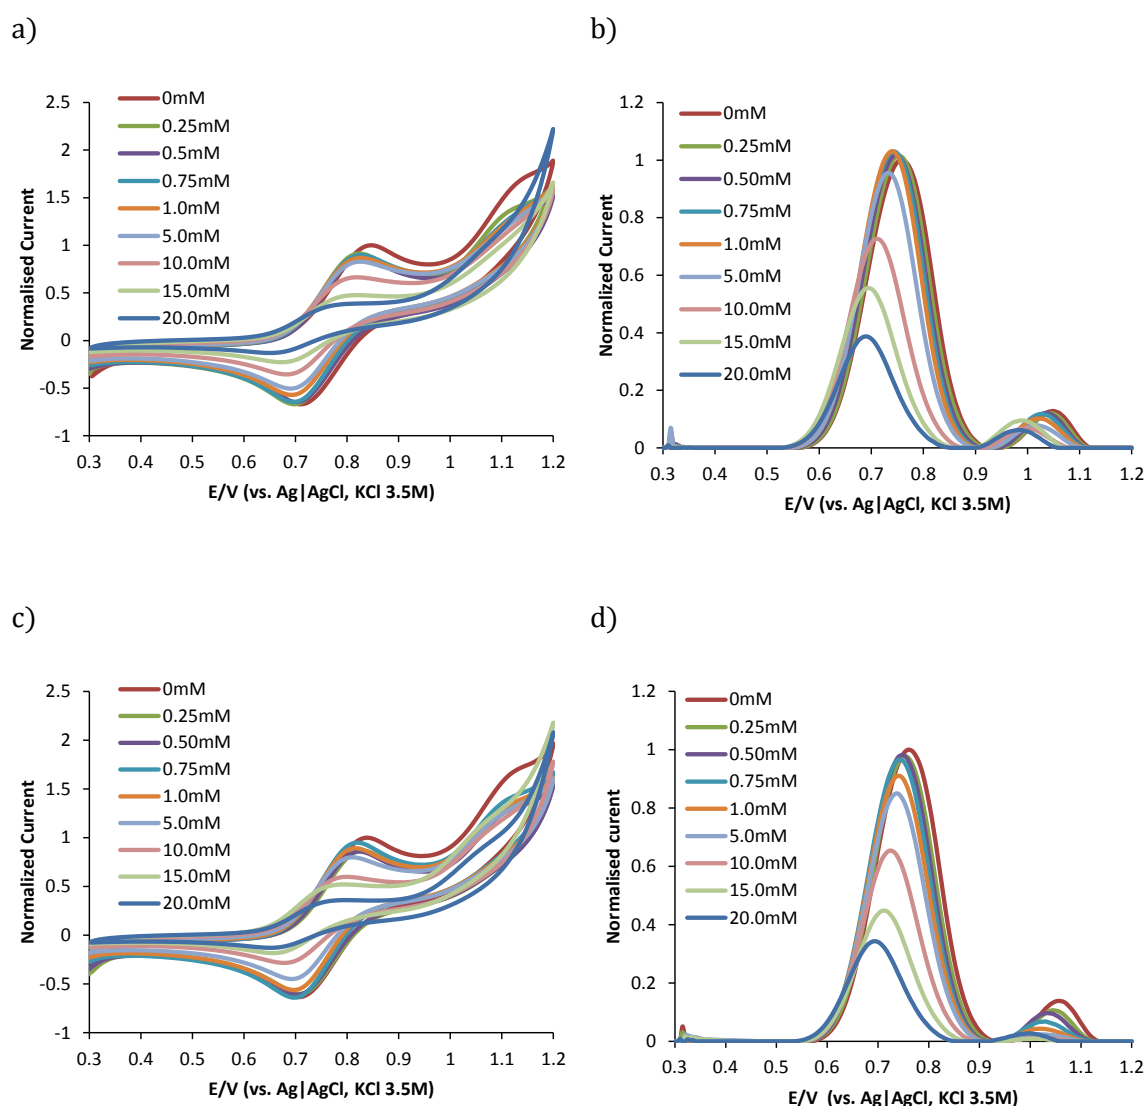 a)
2.5
2
1.5
1
0.5
0
-0.5
-1
0.3 0.4 0.5 0.6 0.7 0.8 0.9 1 1.1 1.2
Normalised Current
E/V (vs. Ag|AgCl, KCl 3.5M)
0mM
0.25mM
0.5mM
0.75mM
1.0mM
5.0mM
10.0mM
15.0mM
20.0mM
b)
1.2
1
0.8
0.6
0.4
0.2
0
0.3 0.4 0.5 0.6 0.7 0.8 0.9 1 1.1 1.2
Normalized Current
E/V (vs. Ag|AgCl, KCl 3.5M)
0mM
0.25mM
0.50mM
0.75mM
1.0mM
5.0mM
10.0mM
15.0mM
20.0mM
c)
2.5
2
1.5
1
0.5
0
-0.5
-1
0.3 0.4 0.5 0.6 0.7 0.8 0.9 1 1.1 1.2
Normalized Current
E/V (vs. Ag|AgCl, KCl 3.5M)
0mM
0.25mM
0.50mM
0.75mM
1.0mM
5.0mM
10.0mM
15.0mM
20.0mM
d)
1.2
1
0.8
0.6
0.4
0.2
0
0.3 0.4 0.5 0.6 0.7 0.8 0.9 1 1.1 1.2
Normalised current
E/V (vs. Ag|AgCl, KCl 3.5M)
0mM
0.25mM
0.50mM
0.75mM
1.0mM
5.0mM
10.0mM
15.0mM
20.0mM